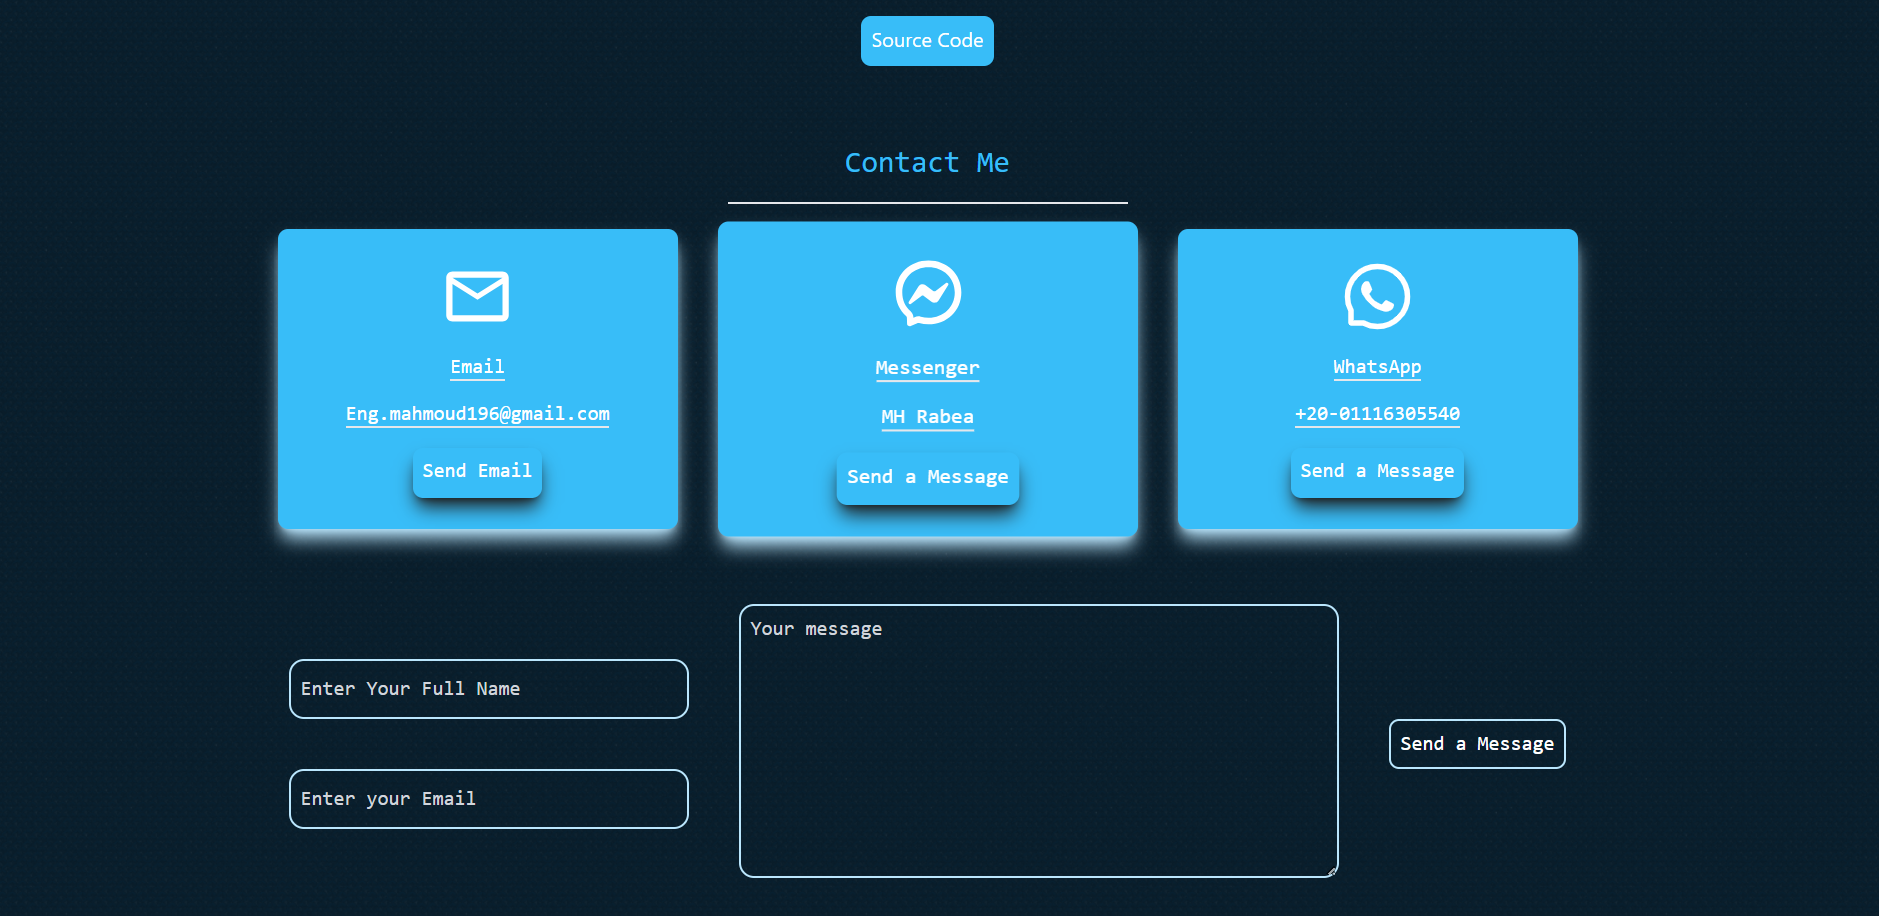 Source Code
Contact Me
Email
Eng.mahmoud196@gmail.com
Send Email
Messenger
MH Rabea
Send a Message
WhatsApp
+20-01116305540
Send a Message
Enter Your Full Name
Enter your Email
Your message
Send a Message